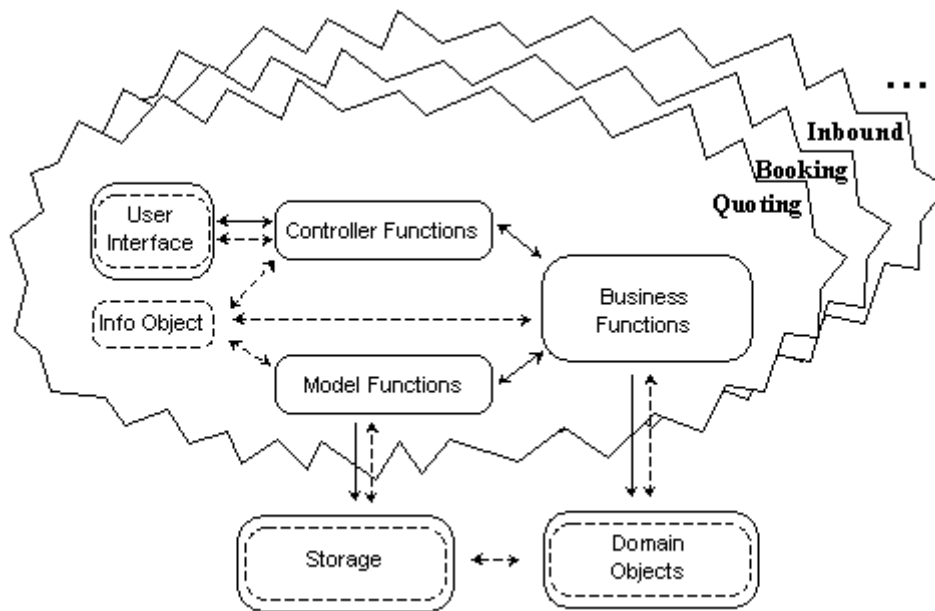 ...
Inbound
Booking
Quoting
User
Interface
Controller Functions
Business
Functions
Info Object
Model Functions
Storage
Domain
Objects